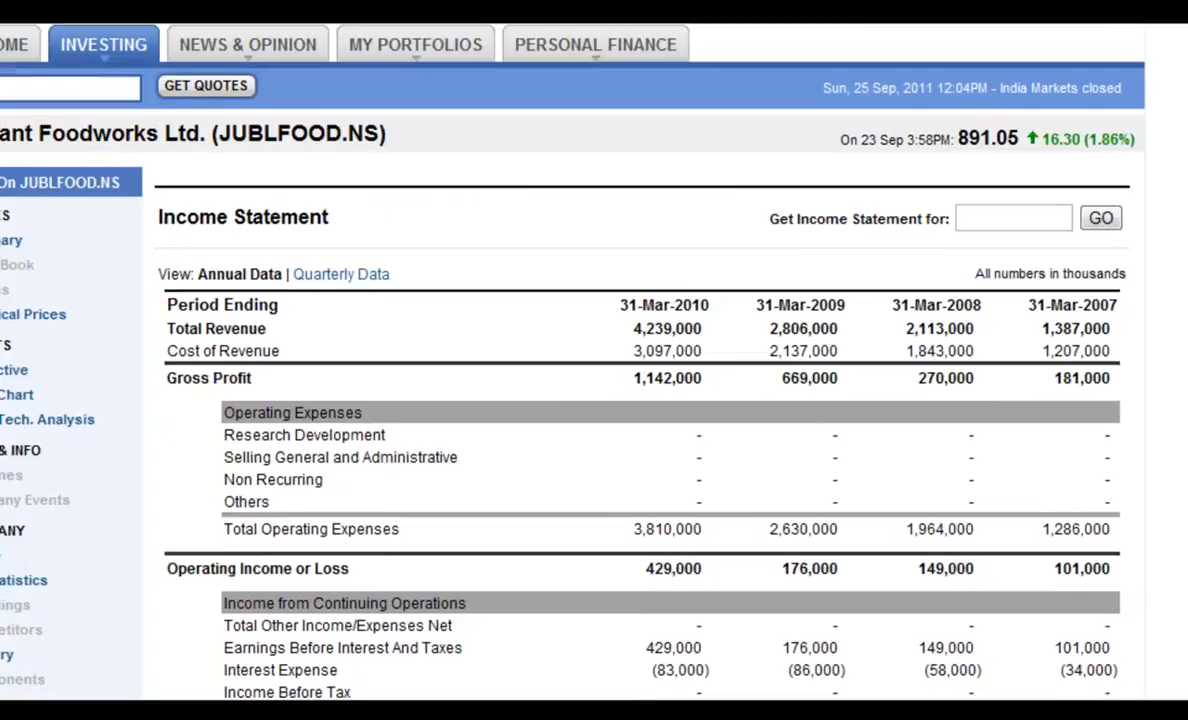 OME INVESTING NEWS & OPINION MY PORTFOLIOS PERSONAL FINANCE
GET QUOTES Sun, 25 Sep, 2011 12:04PM - India Markets closed
ant Foodworks Ltd. (JUBLFOOD.NS) On 23 Sep 3:58PM: 891.05 16.30 (1.86%)
On JUBLFOOD.NS
ES
ary
Book
s
ical Prices
TS
ctive
Chart
Tech. Analysis
& INFO
nes
any Events
ANY
atistics
ings
etitors
ry
onents
Income Statement Get Income Statement for: GO
View: Annual Data | Quarterly Data All numbers in thousands
Period Ending 31-Mar-2010 31-Mar-2009 31-Mar-2008 31-Mar-2007
Total Revenue 4,239,000 2,806,000 2,113,000 1,387,000
Cost of Revenue 3,097,000 2,137,000 1,843,000 1,207,000
Gross Profit 1,142,000 669,000 270,000 181,000
Operating Expenses
Research Development - - - -
Selling General and Administrative - - - -
Non Recurring - - - -
Others - - - -
Total Operating Expenses 3,810,000 2,630,000 1,964,000 1,286,000
Operating Income or Loss 429,000 176,000 149,000 101,000
Income from Continuing Operations
Total Other Income/Expenses Net - - - -
Earnings Before Interest And Taxes 429,000 176,000 149,000 101,000
Interest Expense (83,000) (86,000) (58,000) (34,000)
Income Before Tax - - - -